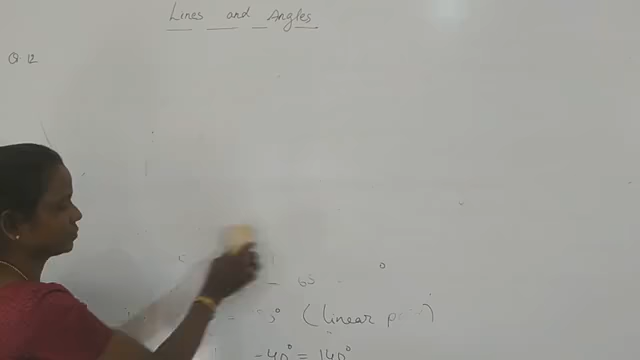 Lines and Angles
Q.12
- 65
(linear pair)
-40° = 140°